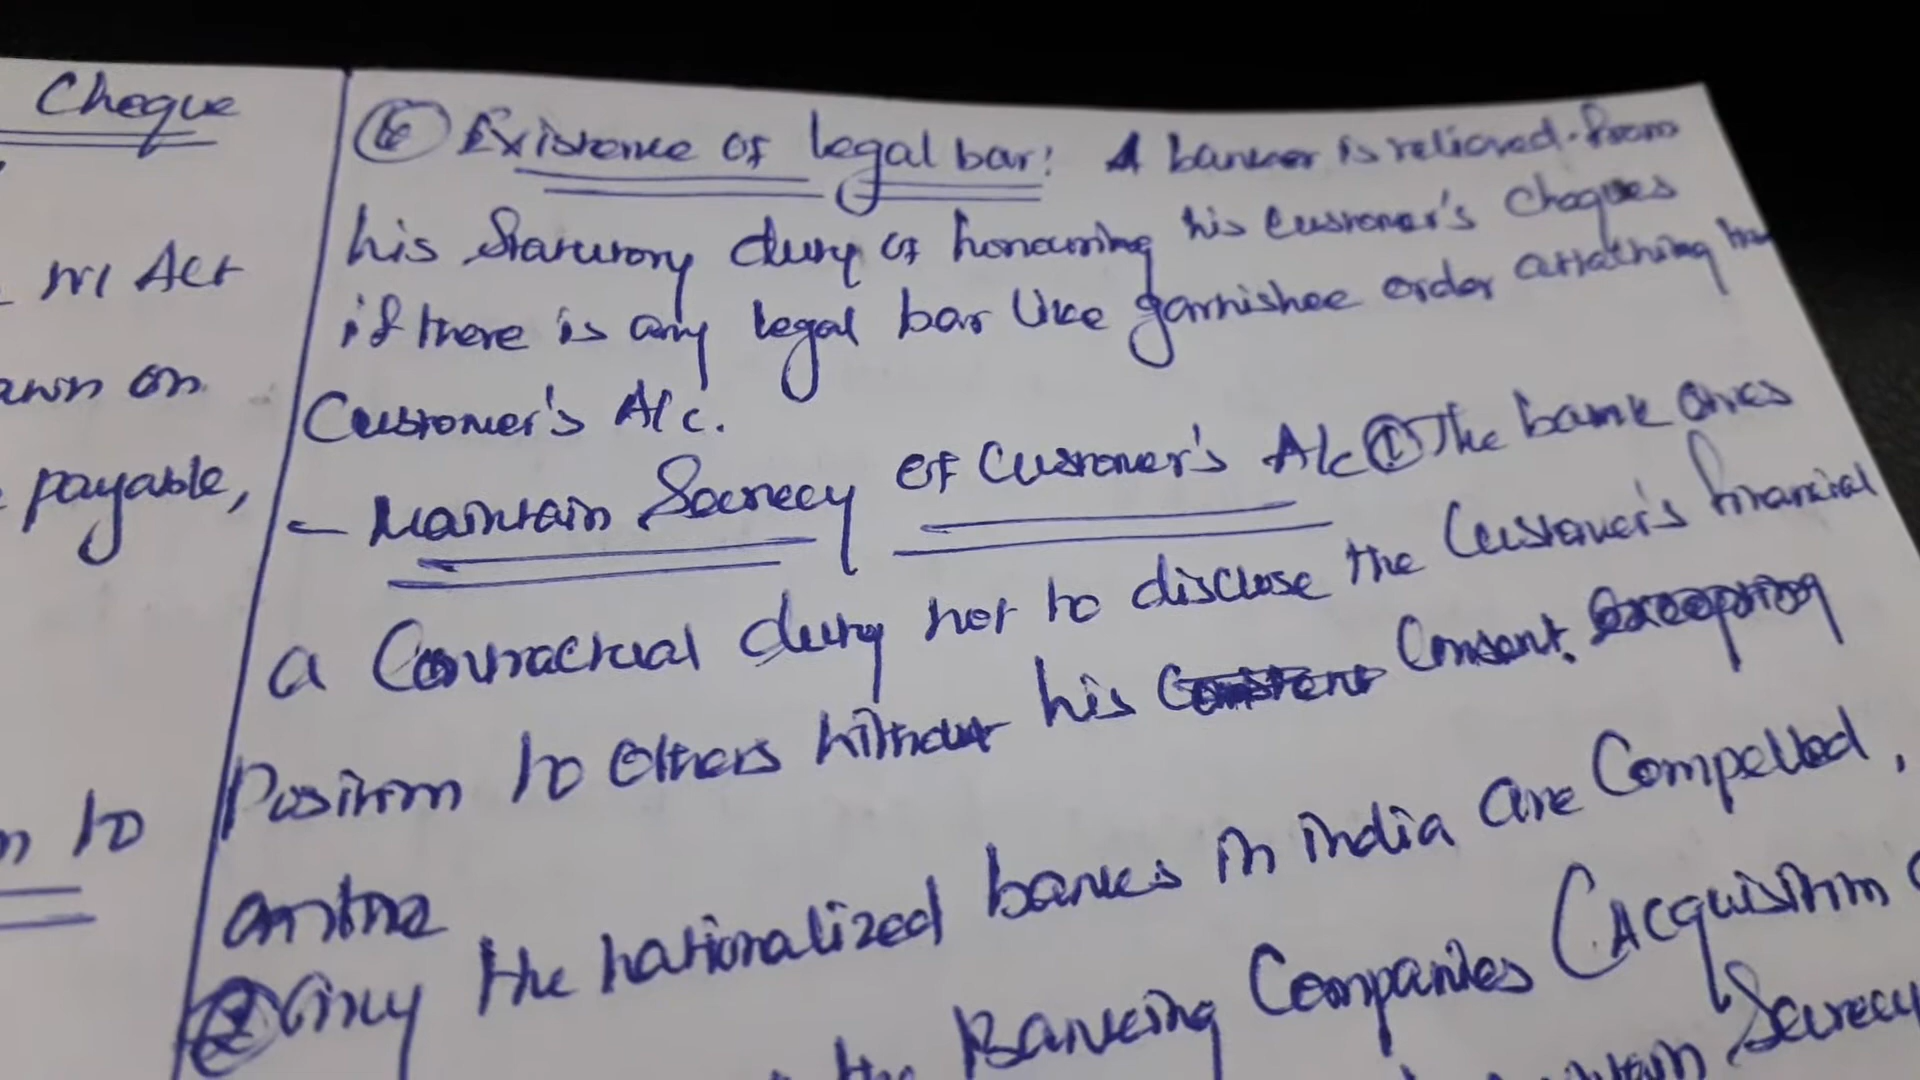 Cheque
NI Act
awn on
payable,
n to
⑥ Existence of legal bar: A banker is relieved from
his Statutory duty of honouring his customer's cheques
if there is any legal bar like garnishee order attaching the
Customer's A/c.
- Maintain Secrecy of Customer's A/c ① The bank owes
a Contractual duty not to disclose the Customer's financial
Position to others without his Consent.
② Only the nationalized banks in India are Compelled,
the Banking Companies (Acquisition
Secrecy